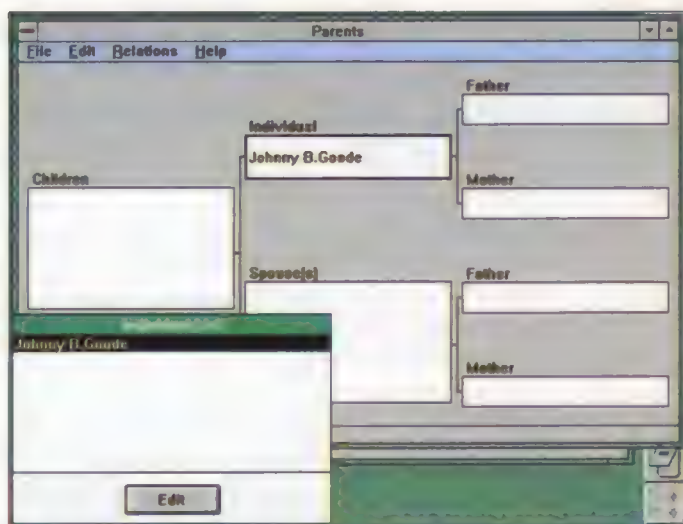 Parents
File Edit Relations Help
Father
Individual
Johnny B.Goode
Children
Mother
Spouse(s)
Father
Johnny B.Goode
Mother
Edit